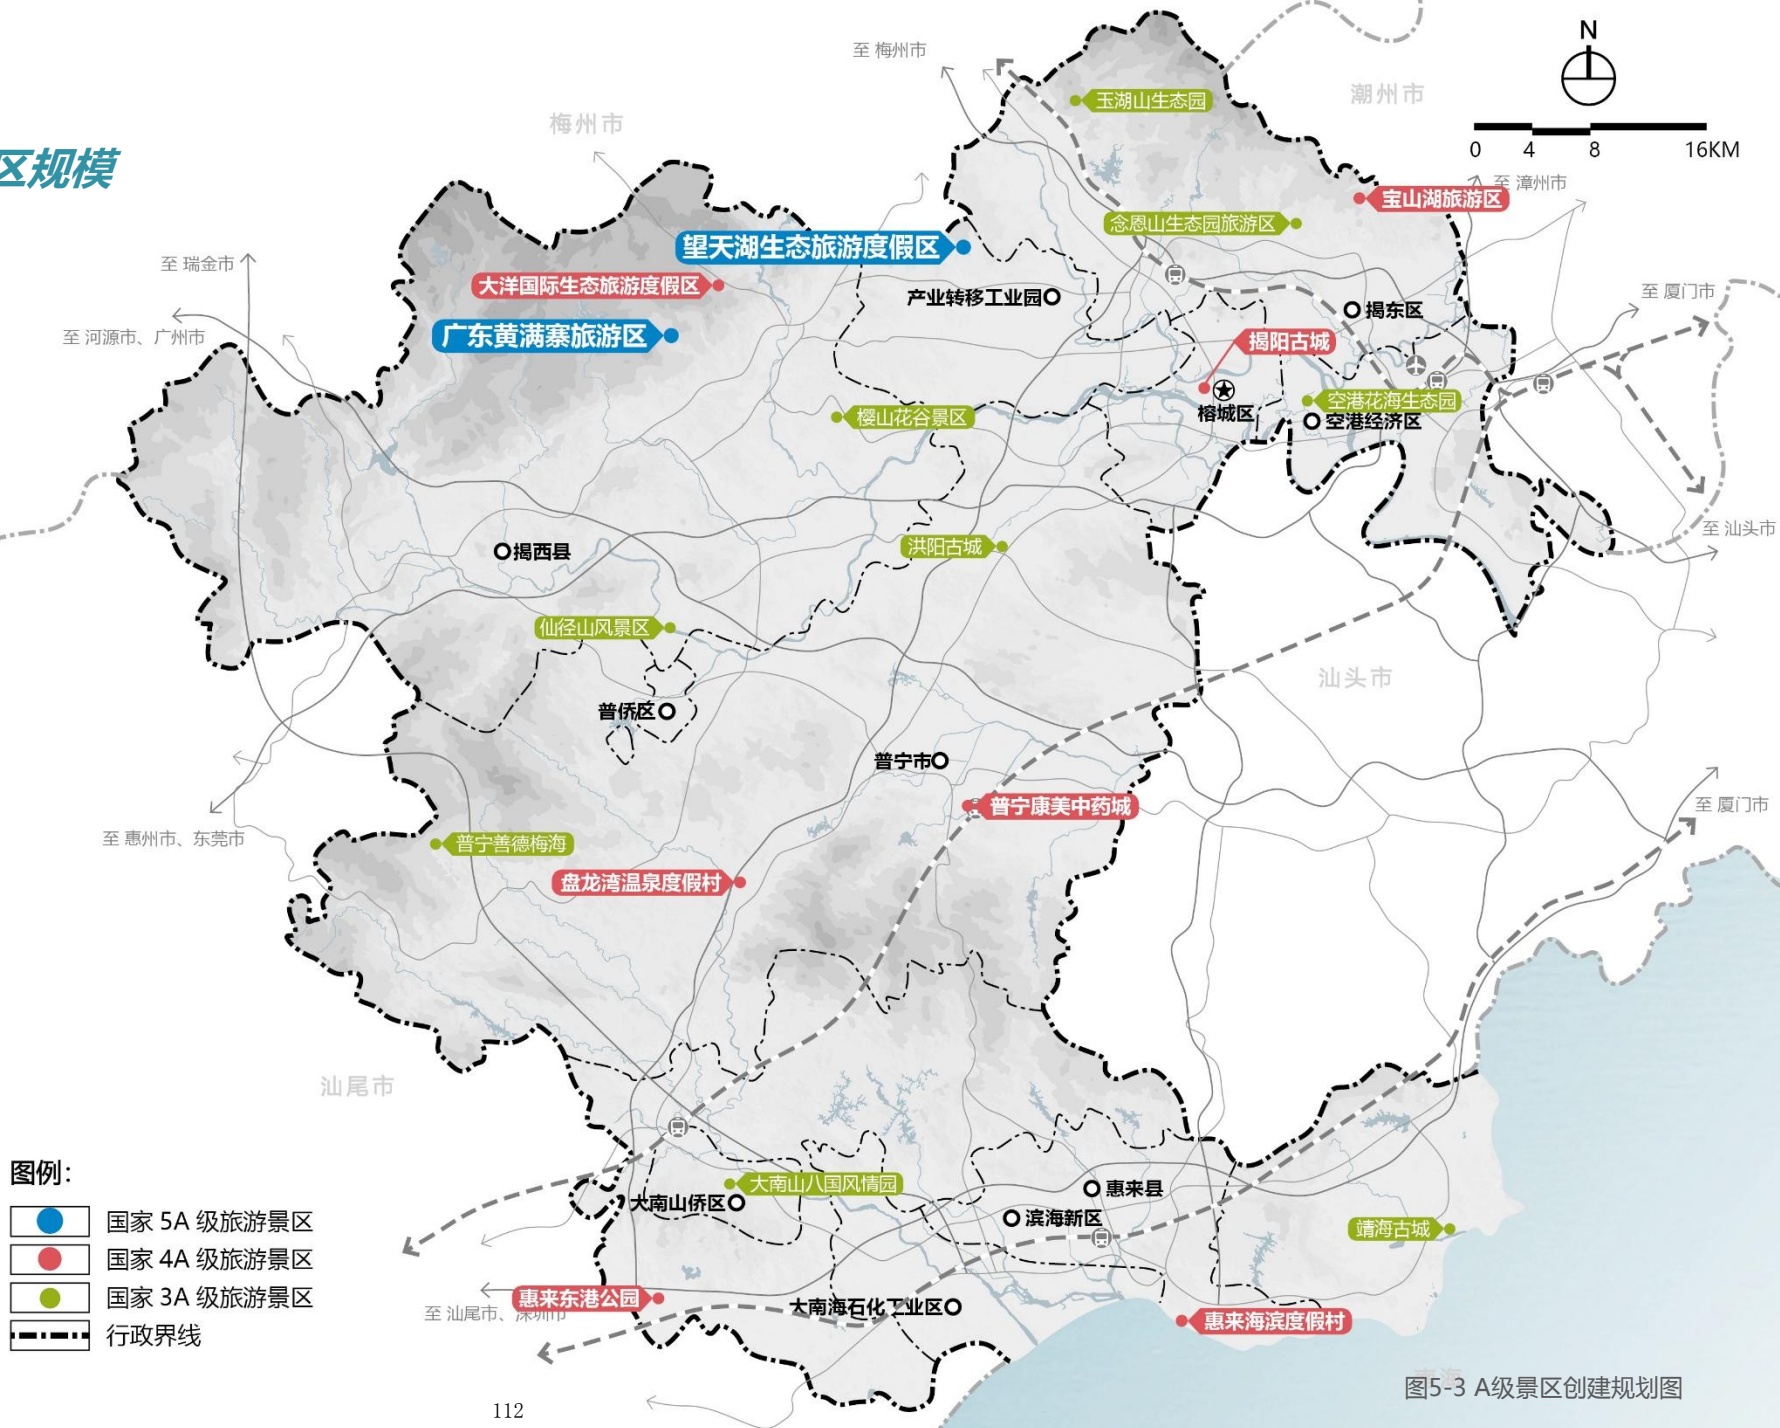 区规模
N
0 4 8 16KM
至 梅州市
潮州市
梅州市
玉湖山生态园
至 漳州市
宝山湖旅游区
念恩山生态园旅游区
望天湖生态旅游度假区
至 瑞金市
大洋国际生态旅游度假区
产业转移工业园
至 厦门市
揭东区
至 河源市、广州市
广东黄满寨旅游区
揭阳古城
空港花海生态园
榕城区
樱山花谷景区
空港经济区
至 汕头市
洪阳古城
揭西县
仙径山风景区
汕头市
普侨区
普宁市
普宁康美中药城
至 厦门市
至 惠州市、东莞市
普宁善德梅海
盘龙湾温泉度假村
汕尾市
图例：
国家 5A 级旅游景区
国家 4A 级旅游景区
国家 3A 级旅游景区
行政界线
大南山八国风情园
大南山侨区
惠来县
滨海新区
靖海古城
惠来东港公园
至 汕尾市、深圳市
大南海石化工业区
惠来海滨度假村
南海
图5-3 A级景区创建规划图
112